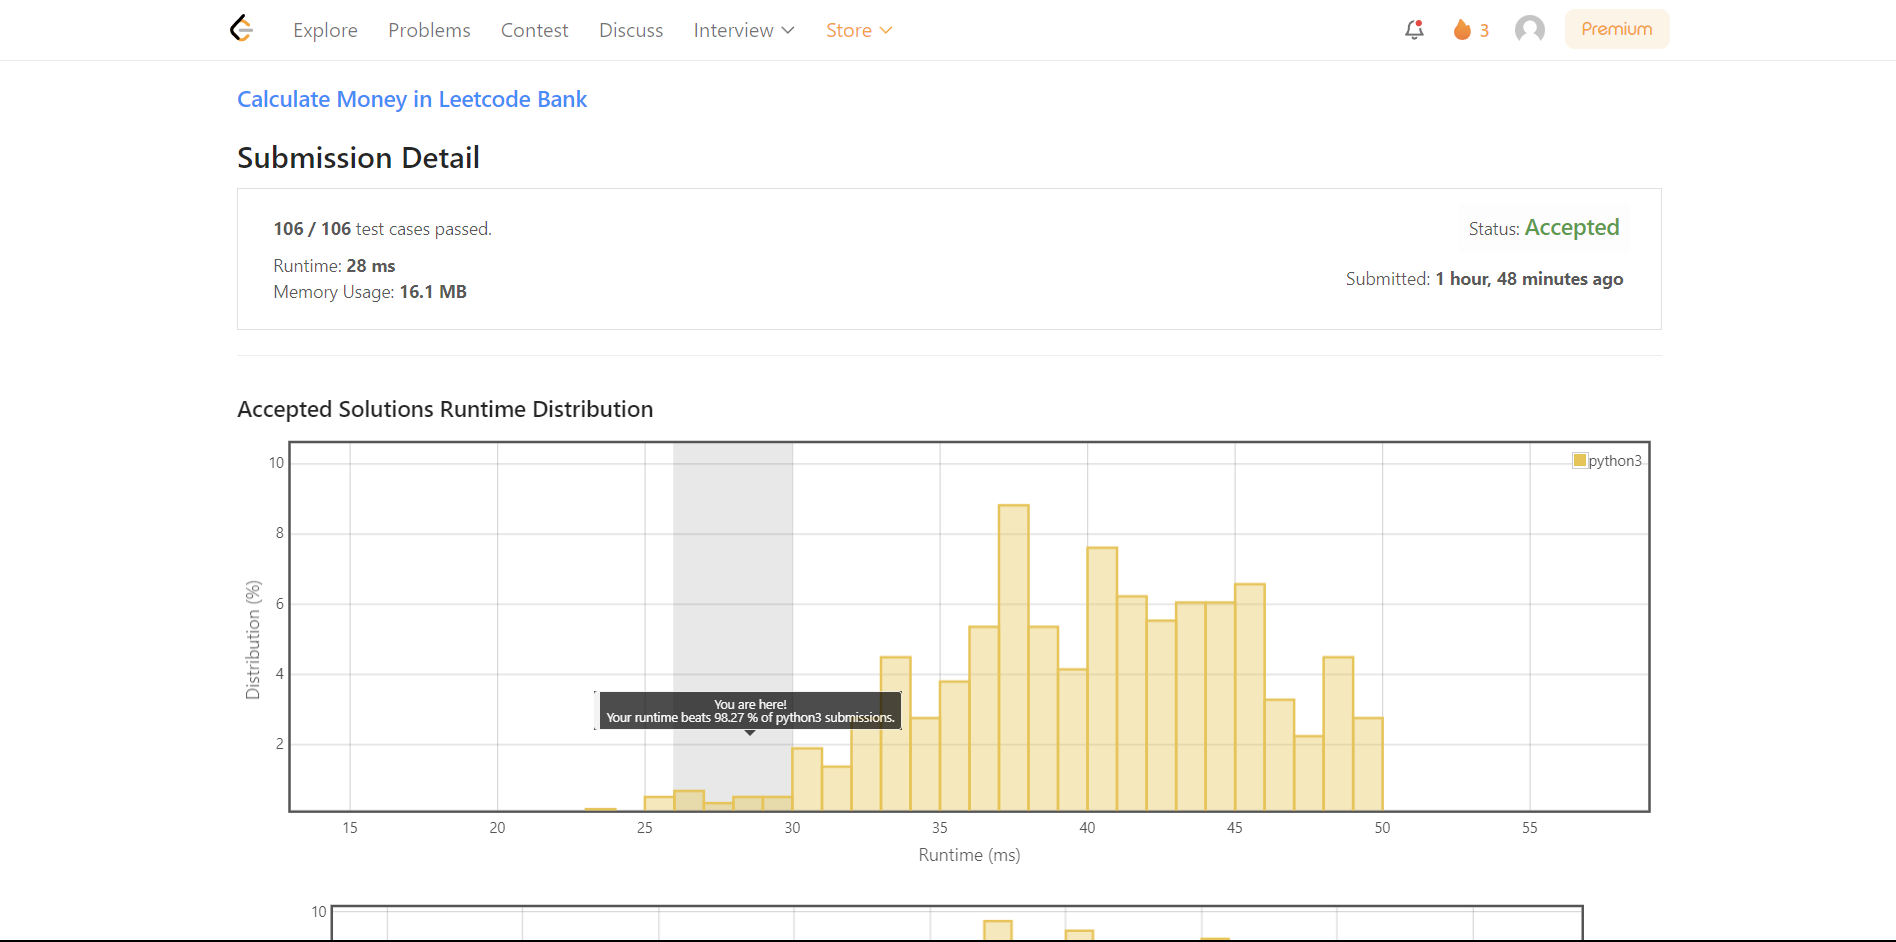 Explore Problems Contest Discuss Interview Store 3 Premium
Calculate Money in Leetcode Bank
Submission Detail
106 / 106 test cases passed.
Status: Accepted
Runtime: 28 ms
Submitted: 1 hour, 48 minutes ago
Memory Usage: 16.1 MB
Accepted Solutions Runtime Distribution
python3
10
8
6
4
2
Distribution (%)
You are here!
Your runtime beats 98.27 % of python3 submissions.
15 20 25 30 35 40 45 50 55
Runtime (ms)
10